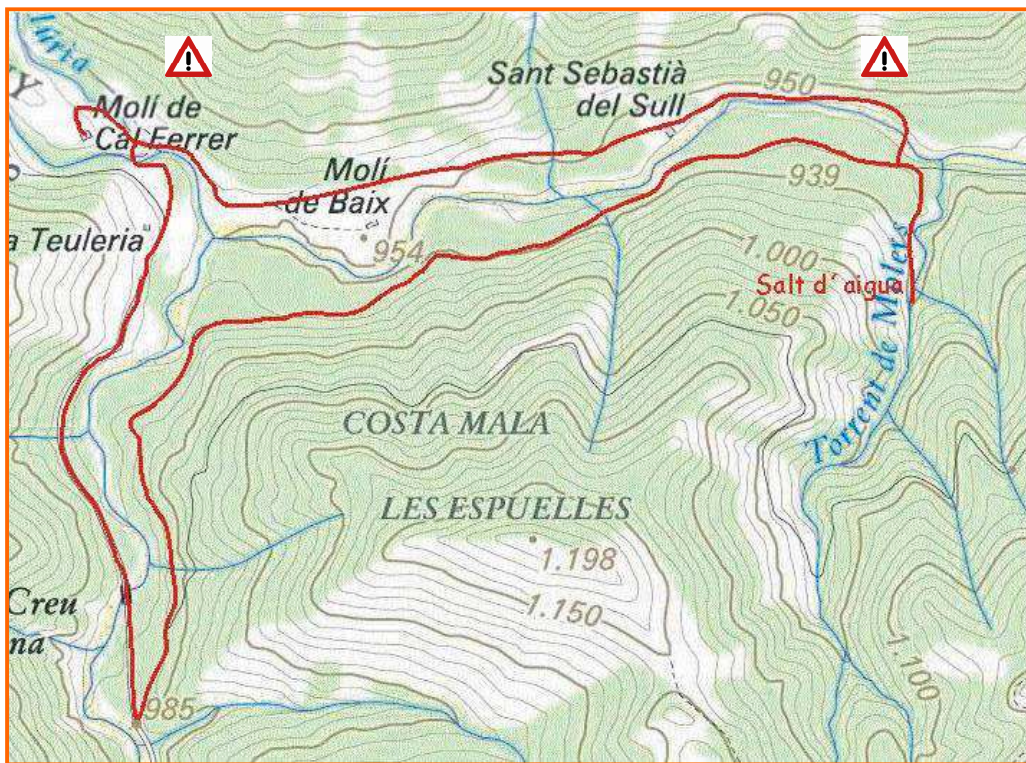 lúria
Y
Molí de
Cal Ferrer
Sant Sebastià
del Sull
950
Molí
de Baix
939
a Teuleria
954
1.000
Salt d´aigua
1.050
Torrent de Molers
COSTA MALA
LES ESPUELLES
1.198
1.150
Creu
na
1.100
985